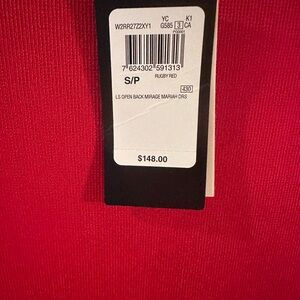 YC K1
W2RR27Z2XY1 G585 3 CA
7 624302 591313
S/P RUGBY RED
430
LS OPEN BACK MIRAGE MARIAH DRS
$148.00